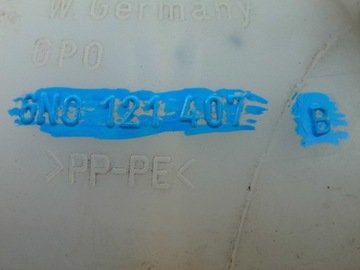 W. Germany
GPO
6N0 121 407 B
>PP-PE<